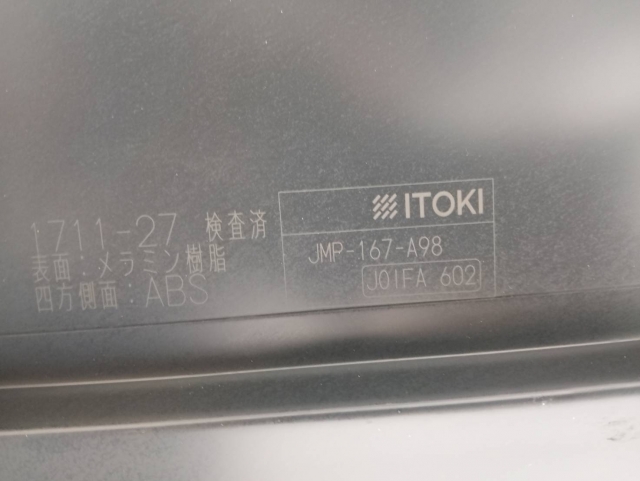 1711-27 検査済
表面：メラミン樹脂
四方側面：ABS
ITOKI
JMP-167-A98
J01FA 602